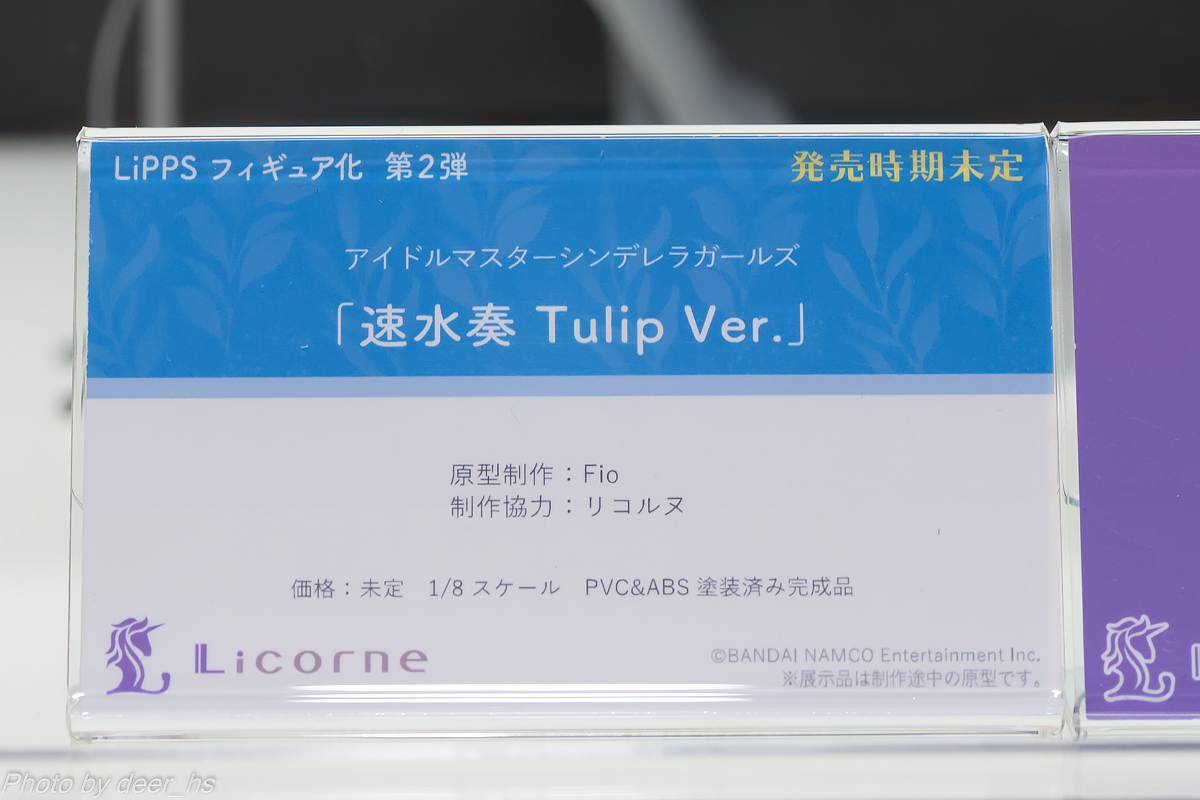 LiPPS フィギュア化 第2弾
発売時期未定
アイドルマスターシンデレラガールズ
「速水奏 Tulip Ver.」
原型制作：Fio
制作協力：リコルヌ
価格：未定 1/8 スケール PVC&ABS 塗装済み完成品
Licorne
©BANDAI NAMCO Entertainment Inc.
※展示品は制作途中の原型です。
Photo by deer_hs